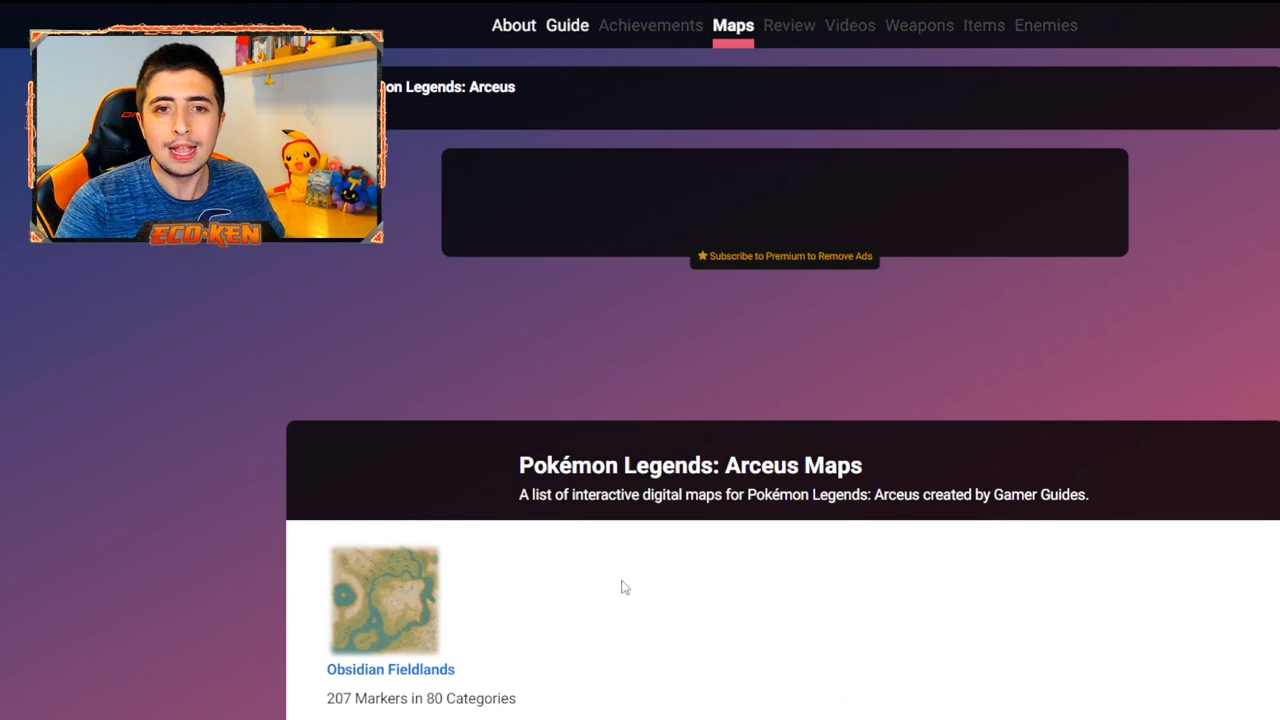 About Guide Achievements Maps Review Videos Weapons Items Enemies
on Legends: Arceus
ECO-KEN
Subscribe to Premium to Remove Ads
Pokémon Legends: Arceus Maps
A list of interactive digital maps for Pokémon Legends: Arceus created by Gamer Guides.
Obsidian Fieldlands
207 Markers in 80 Categories